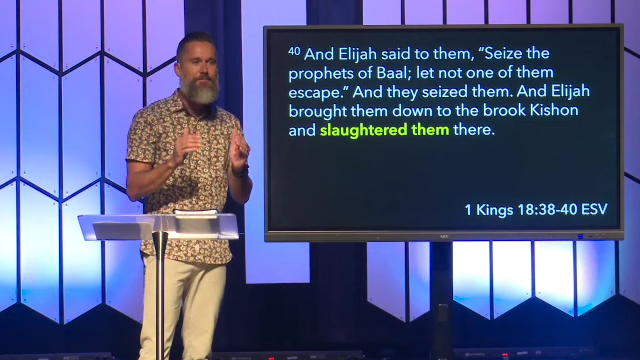 40 And Elijah said to them, “Seize the
prophets of Baal; let not one of them
escape.” And they seized them. And Elijah
brought them down to the brook Kishon
and slaughtered them there.
1 Kings 18:38-40 ESV